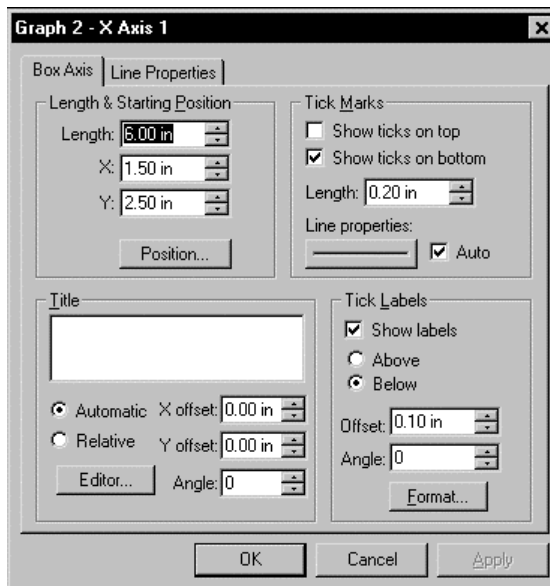 Graph 2 - X Axis 1
Box Axis
Line Properties
Length & Starting Position
Length: 6.00 in
X: 1.50 in
Y: 2.50 in
Position...
Tick Marks
Show ticks on top
Show ticks on bottom
Length: 0.20 in
Line properties:
Auto
Title
Automatic
X offset: 0.00 in
Relative
Y offset: 0.00 in
Editor...
Angle: 0
Tick Labels
Show labels
Above
Below
Offset: 0.10 in
Angle: 0
Format...
OK
Cancel
Apply